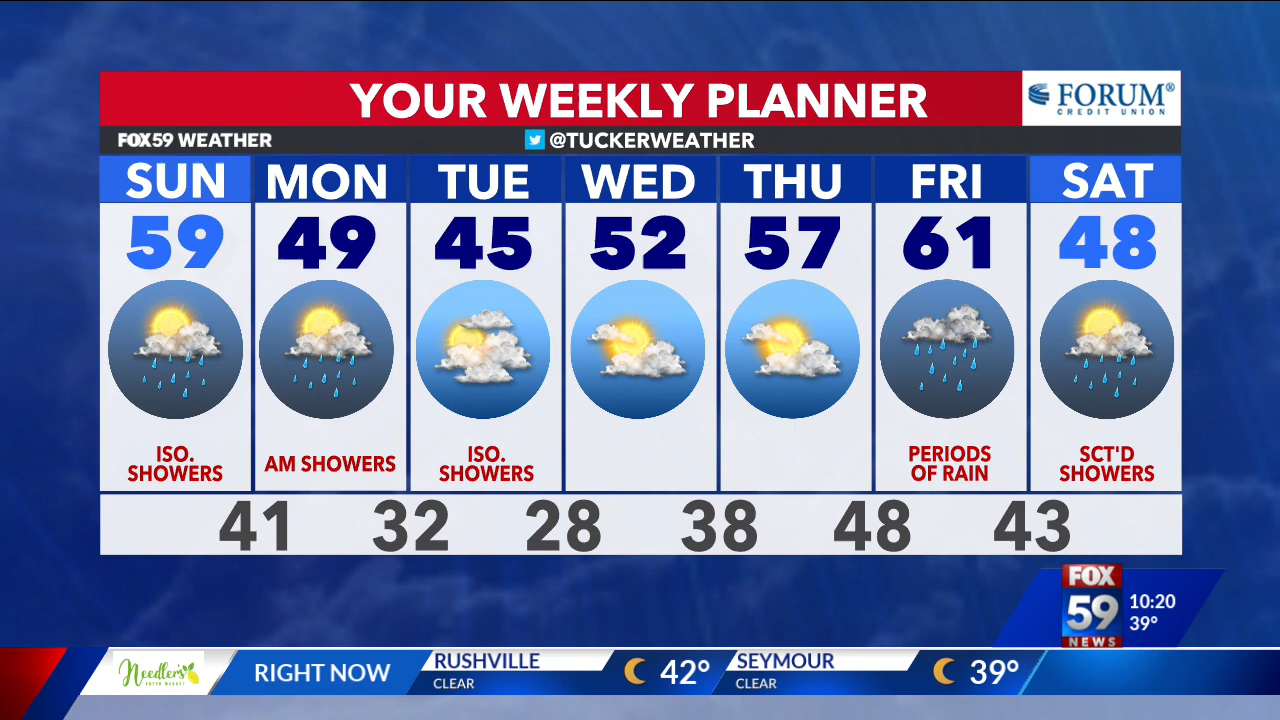 YOUR WEEKLY PLANNER
FORUM®
CREDIT UNION
FOX59 WEATHER
@TUCKERWEATHER
SUN MON TUE WED THU FRI SAT
59 49 45 52 57 61 48
ISO.
SHOWERS
AM SHOWERS
ISO.
SHOWERS
PERIODS
OF RAIN
SCT'D
SHOWERS
41 32 28 38 48 43
FOX
59
NEWS
10:20
39°
Needler's
FRESH MARKET
RIGHT NOW
RUSHVILLE
CLEAR
42°
SEYMOUR
CLEAR
39°